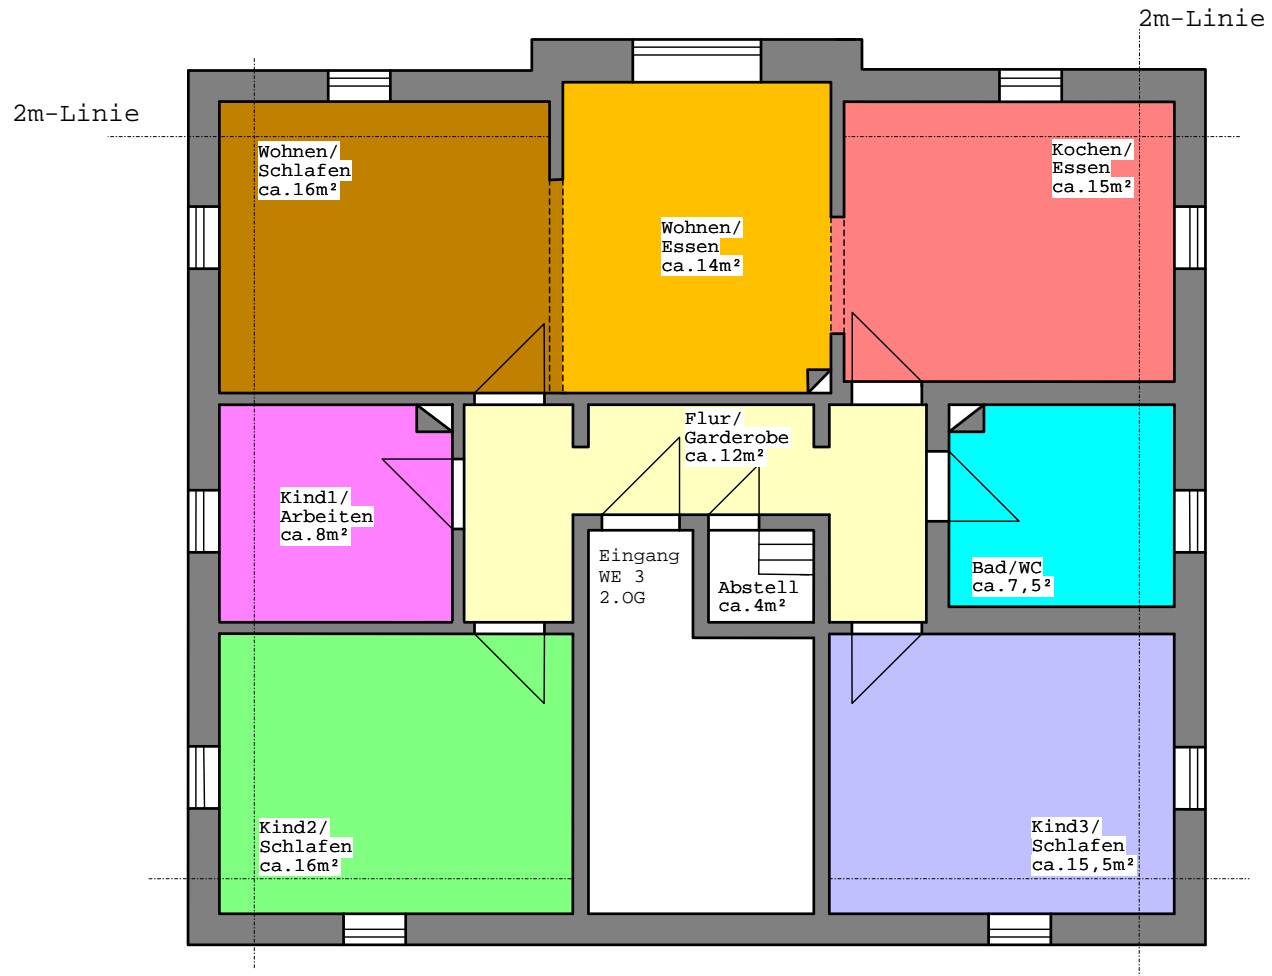 2m-Linie
2m-Linie
Wohnen/
Schlafen
ca.16m²
Kochen/
Essen
ca.15m²
Wohnen/
Essen
ca.14m²
Flur/
Garderobe
ca.12m²
Kind1/
Arbeiten
ca.8m²
Eingang
WE 3
2.OG
Abstell
ca.4m²
Bad/WC
ca.7,5²
Kind2/
Schlafen
ca.16m²
Kind3/
Schlafen
ca.15,5m²